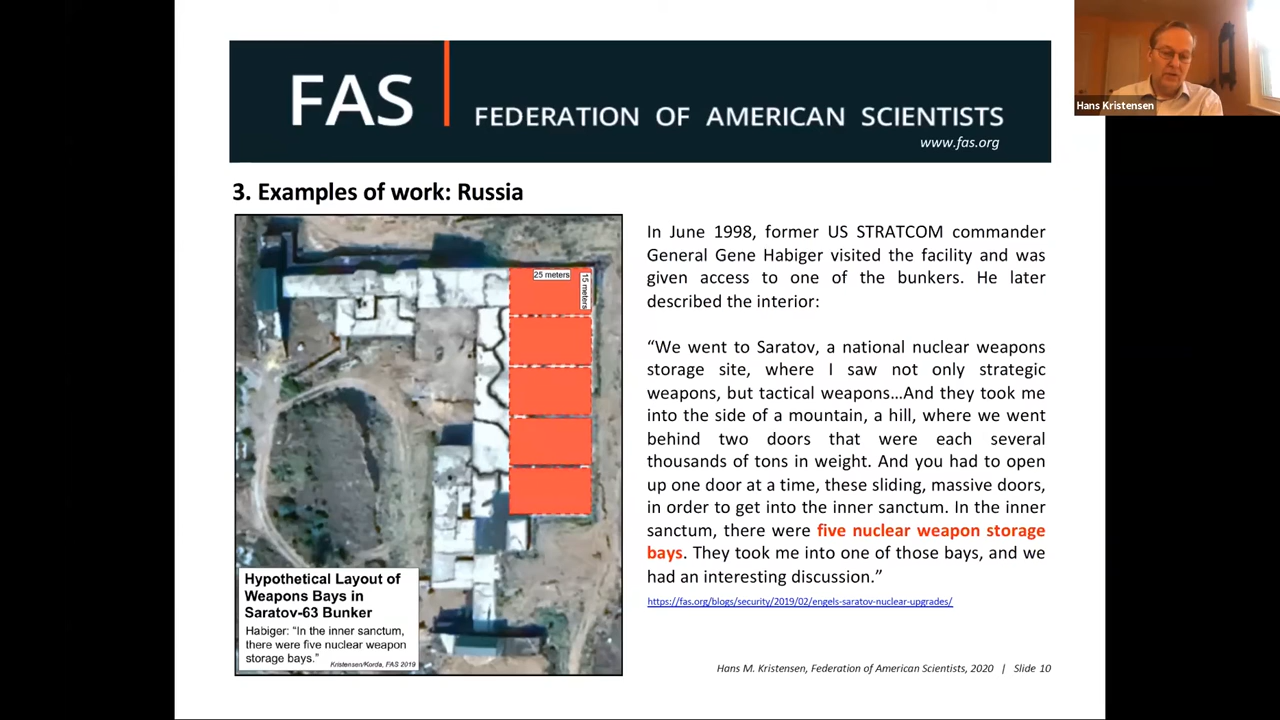 FAS
FEDERATION OF AMERICAN SCIENTISTS
www.fas.org
Hans Kristensen
3. Examples of work: Russia
25 meters
15 meters
Hypothetical Layout of
Weapons Bays in
Saratov-63 Bunker
Habiger: “In the inner sanctum,
there were five nuclear weapon
storage bays.”
Kristensen/Korda, FAS 2019
In June 1998, former US STRATCOM commander
General Gene Habiger visited the facility and was
given access to one of the bunkers. He later
described the interior:
“We went to Saratov, a national nuclear weapons
storage site, where I saw not only strategic
weapons, but tactical weapons…And they took me
into the side of a mountain, a hill, where we went
behind two doors that were each several
thousands of tons in weight. And you had to open
up one door at a time, these sliding, massive doors,
in order to get into the inner sanctum. In the inner
sanctum, there were five nuclear weapon storage
bays. They took me into one of those bays, and we
had an interesting discussion.”
https://fas.org/blogs/security/2019/02/engels-saratov-nuclear-upgrades/
Hans M. Kristensen, Federation of American Scientists, 2020 | Slide 10